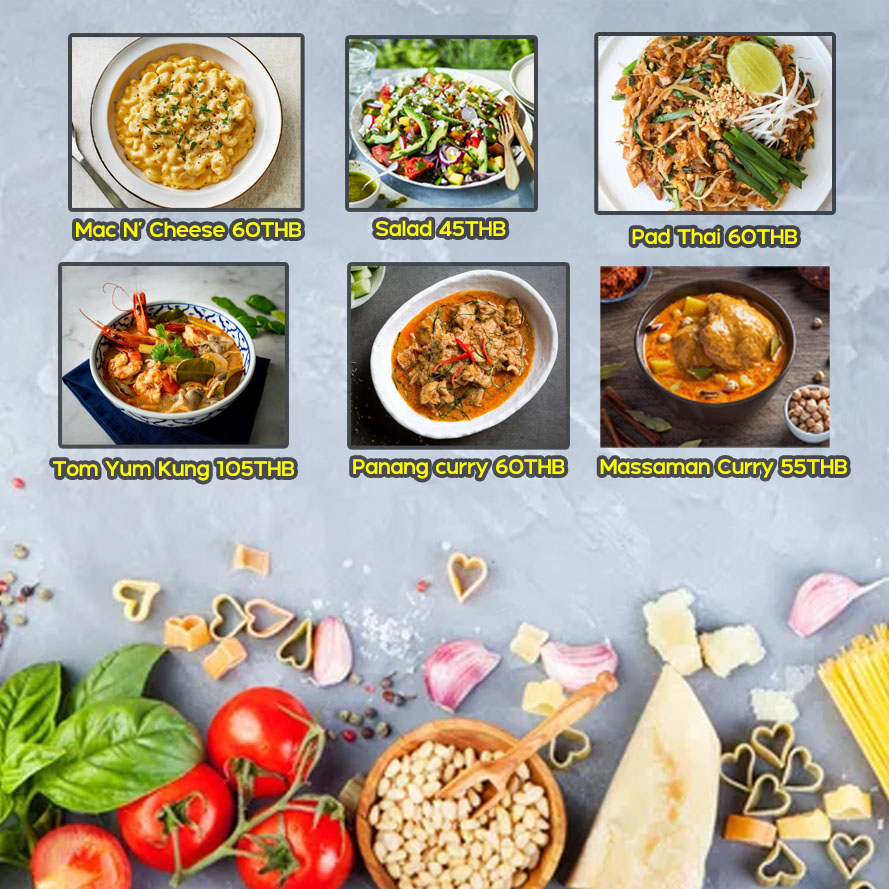 Mac N' Cheese 60THB
Salad 45THB
Pad Thai 60THB
Tom Yum Kung 105THB
Panang curry 60THB
Massaman Curry 55THB